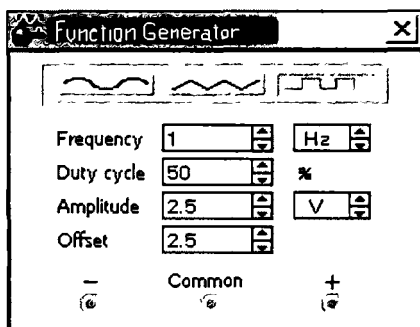 Function Generator
Frequency 1 Hz
Duty cycle 50 %
Amplitude 2.5 V
Offset 2.5
− Common +